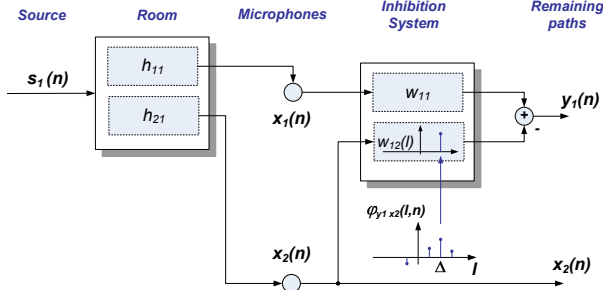 Source Room Microphones Inhibition System Remaining paths
s1(n)
h11
h21
x1(n)
w11
w12(l)
+
-
y1(n)
φy1 x2(l,n)
Δ
l
x2(n)
x2(n)